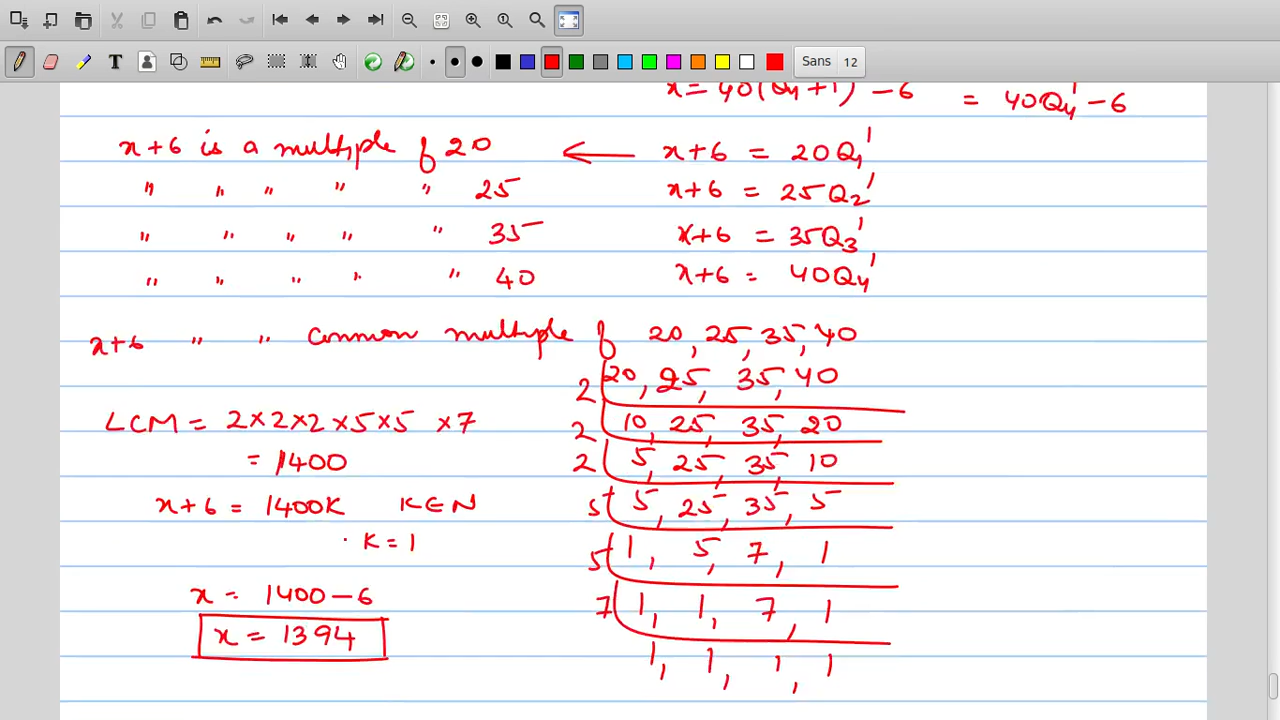 Sans 12
x = 40(Q4+1) - 6 = 40Q4' - 6
x+6 is a multiple of 20 ← x+6 = 20Q1'
" " " " " 25 x+6 = 25Q2'
" " " " " 35 x+6 = 35Q3'
" " " " " 40 x+6 = 40Q4'
x+6 " " common multiple of 20, 25, 35, 40
2 | 20, 25, 35, 40
LCM = 2×2×2×5×5 ×7
2 | 10, 25, 35, 20
= 1400
2 | 5, 25, 35, 10
x+6 = 1400K K∈N
5 | 5, 25, 35, 5
K = 1
5 | 1, 5, 7, 1
x = 1400-6
7 | 1, 1, 7, 1
x = 1394
1, 1, 1, 1